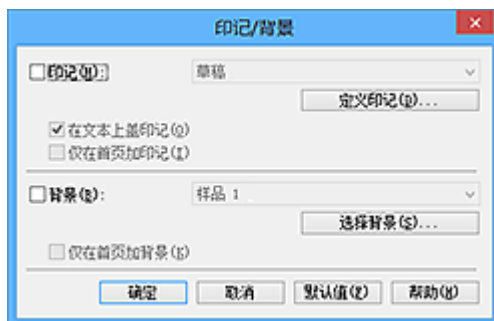 印记/背景
印记(W): 草稿
定义印记(D)...
在文本上盖印记(O)
仅在首页加印记(I)
背景(B): 样品 1
选择背景(S)...
仅在首页加背景(K)
确定 取消 默认值(F) 帮助(H)